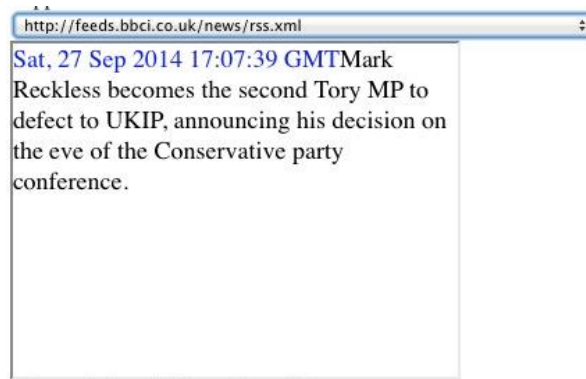 http://feeds.bbci.co.uk/news/rss.xml
Sat, 27 Sep 2014 17:07:39 GMTMark
Reckless becomes the second Tory MP to
defect to UKIP, announcing his decision on
the eve of the Conservative party
conference.